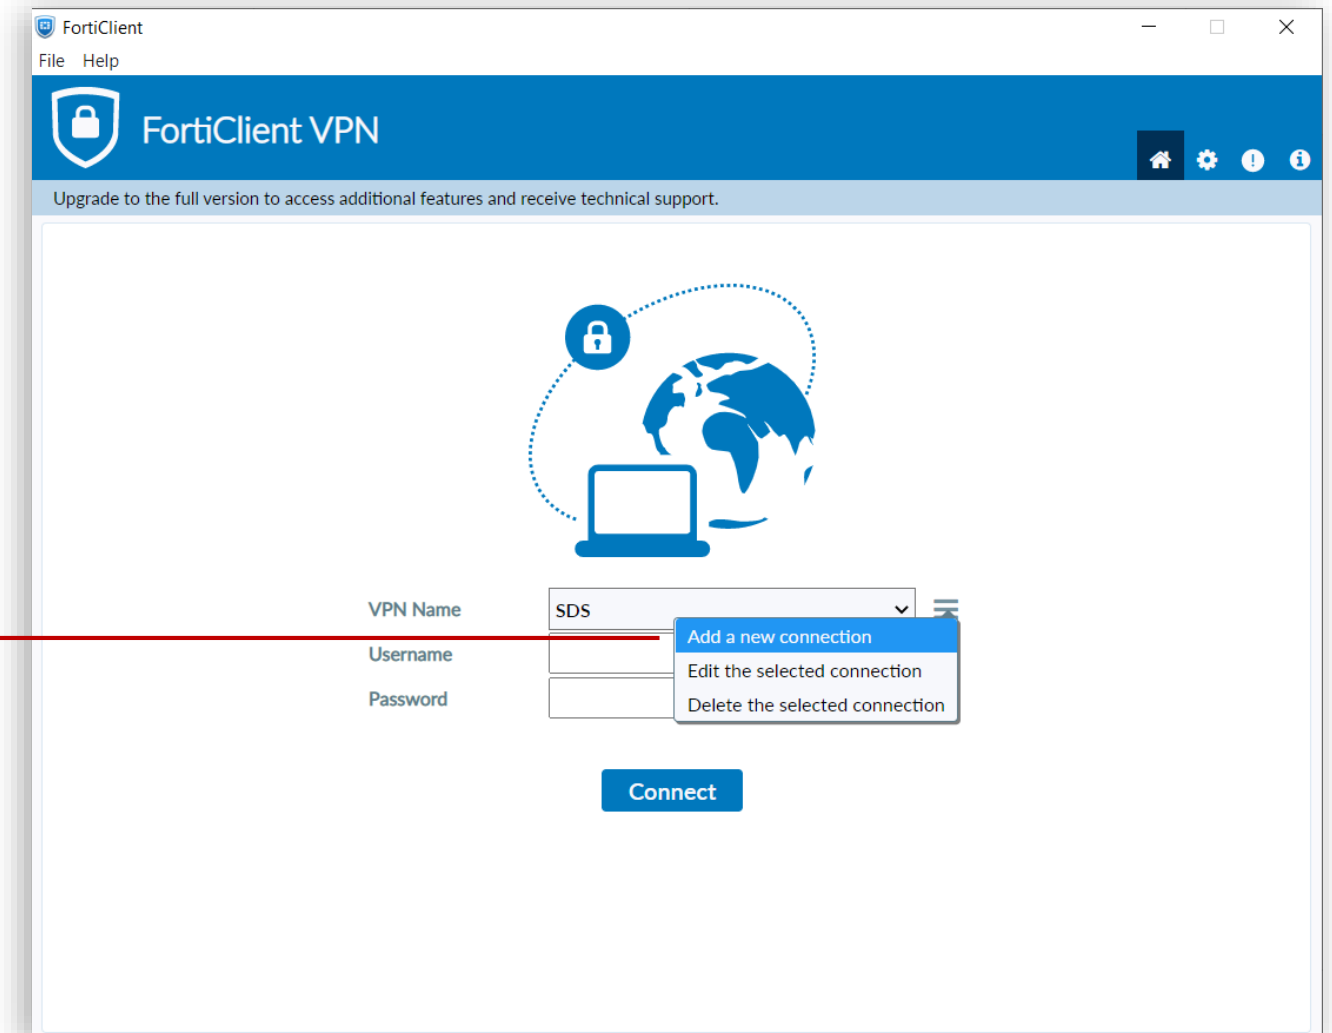 FortiClient
File Help
FortiClient VPN
Upgrade to the full version to access additional features and receive technical support.
VPN Name
SDS
Add a new connection
Username
Edit the selected connection
Password
Delete the selected connection
Connect